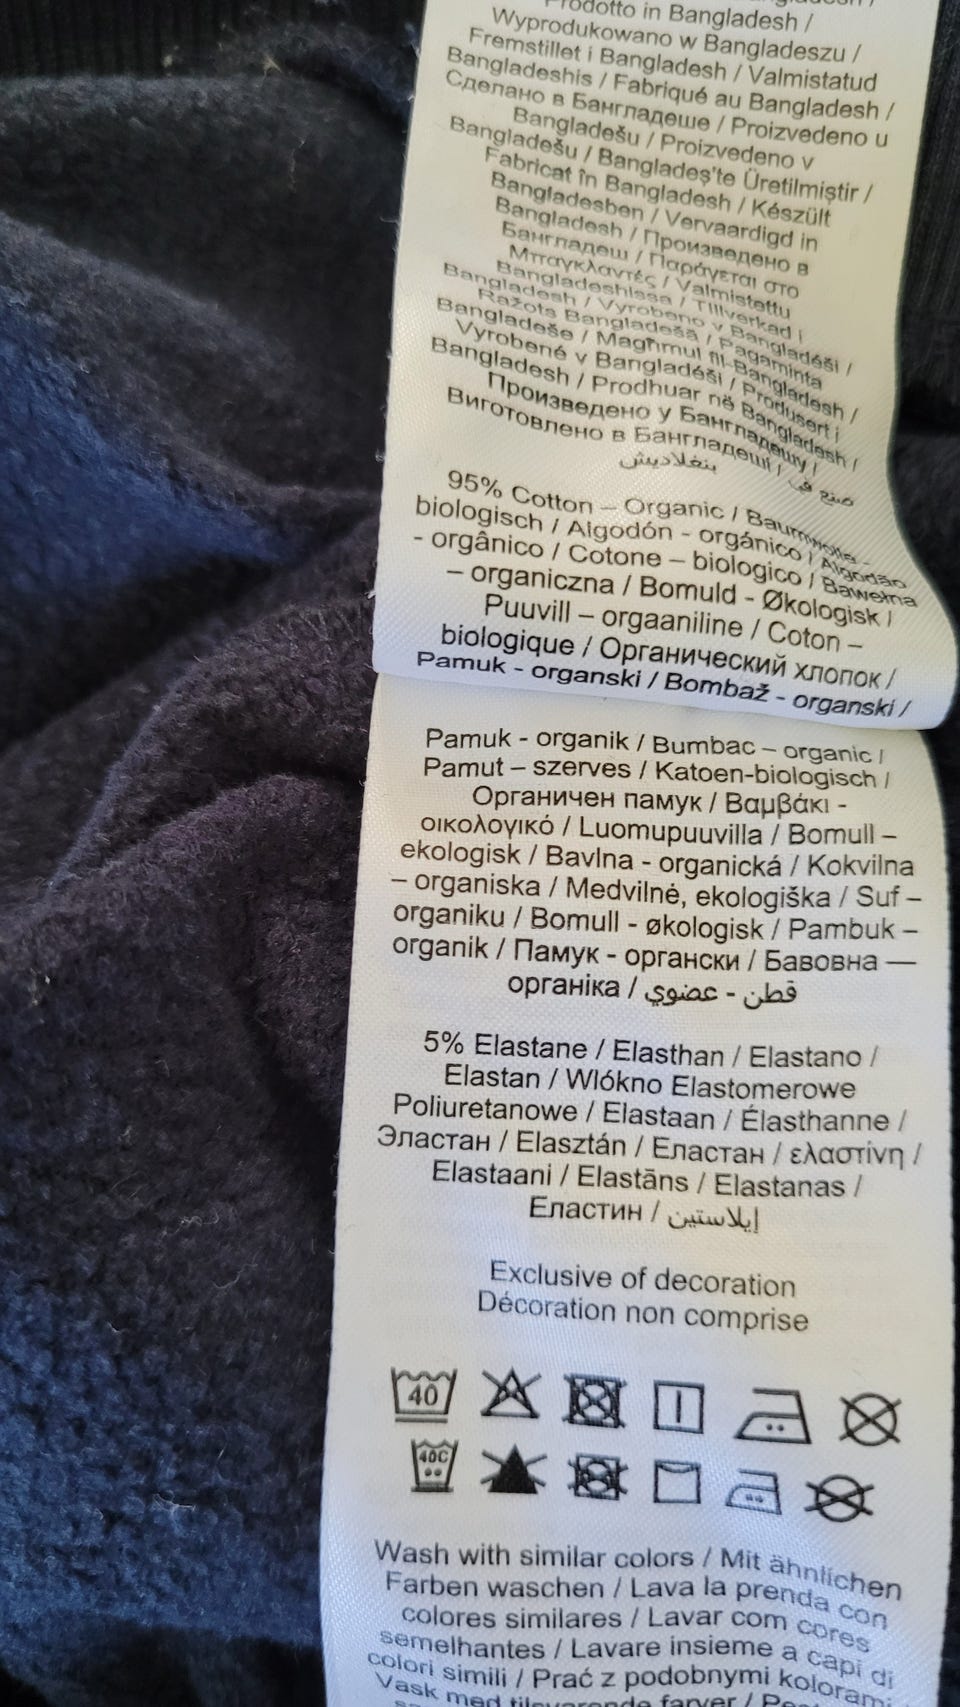 Prodotto in Bangladesh /
Wyprodukowano w Bangladeszu /
Fremstillet i Bangladesh / Valmistatud
Bangladeshis / Fabriqué au Bangladesh /
Сделано в Бангладеше / Proizvedeno u
Bangladešu / Proizvedeno v
Bangladešu / Bangladeş'te Üretilmiştir /
Fabricat în Bangladesh / Készült
Bangladesben / Vervaardigd in
Bangladesh / Произведено в
Бангладеш / Παράγεται στο
Μπαγκλαντές / Valmistettu
Bangladeshissa / Tillverkad i
Bangladesh / Vyrobeno v Bangladéši /
Ražots Bangladešā / Pagaminta
Bangladeše / Magħmul fil-Bangladesh /
Vyrobené v Bangladéši / Produsert i
Bangladesh / Prodhuar në Bangladesh /
Произведено у Бангладешу /
Виготовлено в Бангладеші / صنع في
بنغلاديش
95% Cotton – Organic / Baumwolle -
biologisch / Algodón - orgánico / Algodão
- orgânico / Cotone – biologico / Bawełna
– organiczna / Bomuld - Økologisk /
Puuvill – orgaaniline / Coton –
biologique / Органический хлопок /
Pamuk - organski / Bombaž - organski /
Pamuk - organik / Bumbac – organic /
Pamut – szerves / Katoen-biologisch /
Органичен памук / Βαμβάκι -
οικολογικό / Luomupuuvilla / Bomull –
ekologisk / Bavlna - organická / Kokvilna
– organiska / Medvilnė, ekologiška / Suf –
organiku / Bomull - økologisk / Pambuk –
organik / Памук - органски / Бавовна —
органіка / قطن - عضوي
5% Elastane / Elasthan / Elastano /
Elastan / Wlókno Elastomerowe
Poliuretanowe / Elastaan / Élasthanne /
Эластан / Elasztán / Еластан / ελαστίνη /
Elastaani / Elastāns / Elastanas /
Еластин / إيلاستين
Exclusive of decoration
Décoration non comprise
40
40C
Wash with similar colors / Mit ähnlichen
Farben waschen / Lava la prenda con
colores similares / Lavar com cores
semelhantes / Lavare insieme a capi di
colori simili / Prać z podobnymi kolorami
Vask med tilsvarende farver /